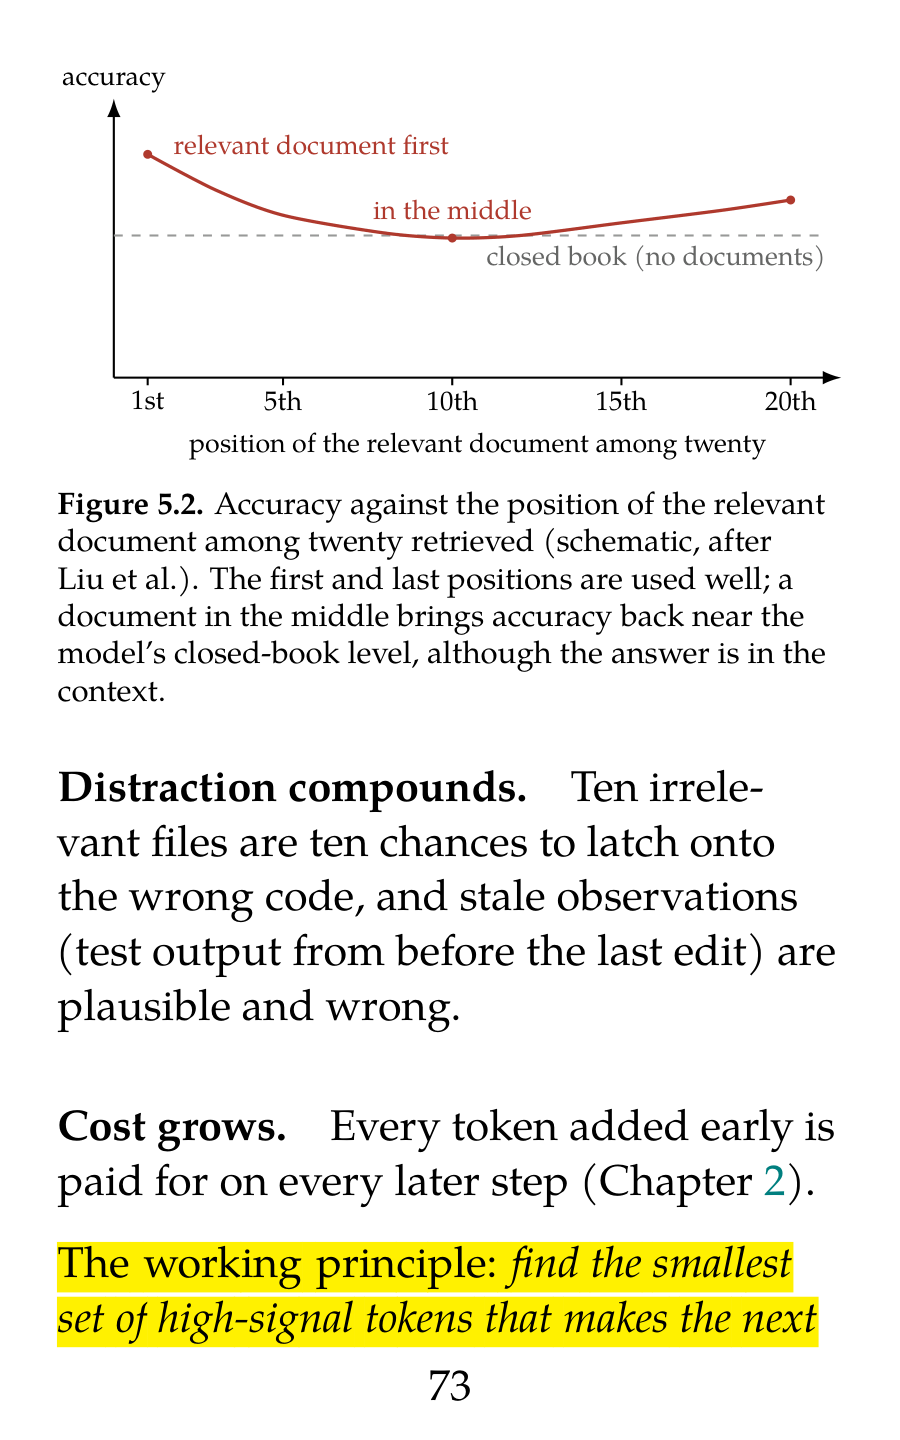 accuracy
relevant document first
in the middle
closed book (no documents)
1st 5th 10th 15th 20th
position of the relevant document among twenty
Figure 5.2. Accuracy against the position of the relevant
document among twenty retrieved (schematic, after
Liu et al.). The first and last positions are used well; a
document in the middle brings accuracy back near the
model's closed-book level, although the answer is in the
context.
Distraction compounds. Ten irrele-
vant files are ten chances to latch onto
the wrong code, and stale observations
(test output from before the last edit) are
plausible and wrong.
Cost grows. Every token added early is
paid for on every later step (Chapter 2).
The working principle: find the smallest
set of high-signal tokens that makes the next
73